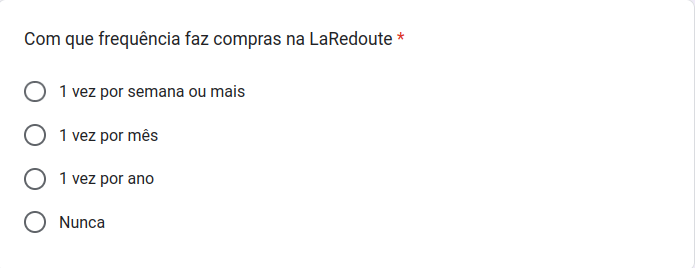 Com que frequência faz compras na LaRedoute *
1 vez por semana ou mais
1 vez por mês
1 vez por ano
Nunca